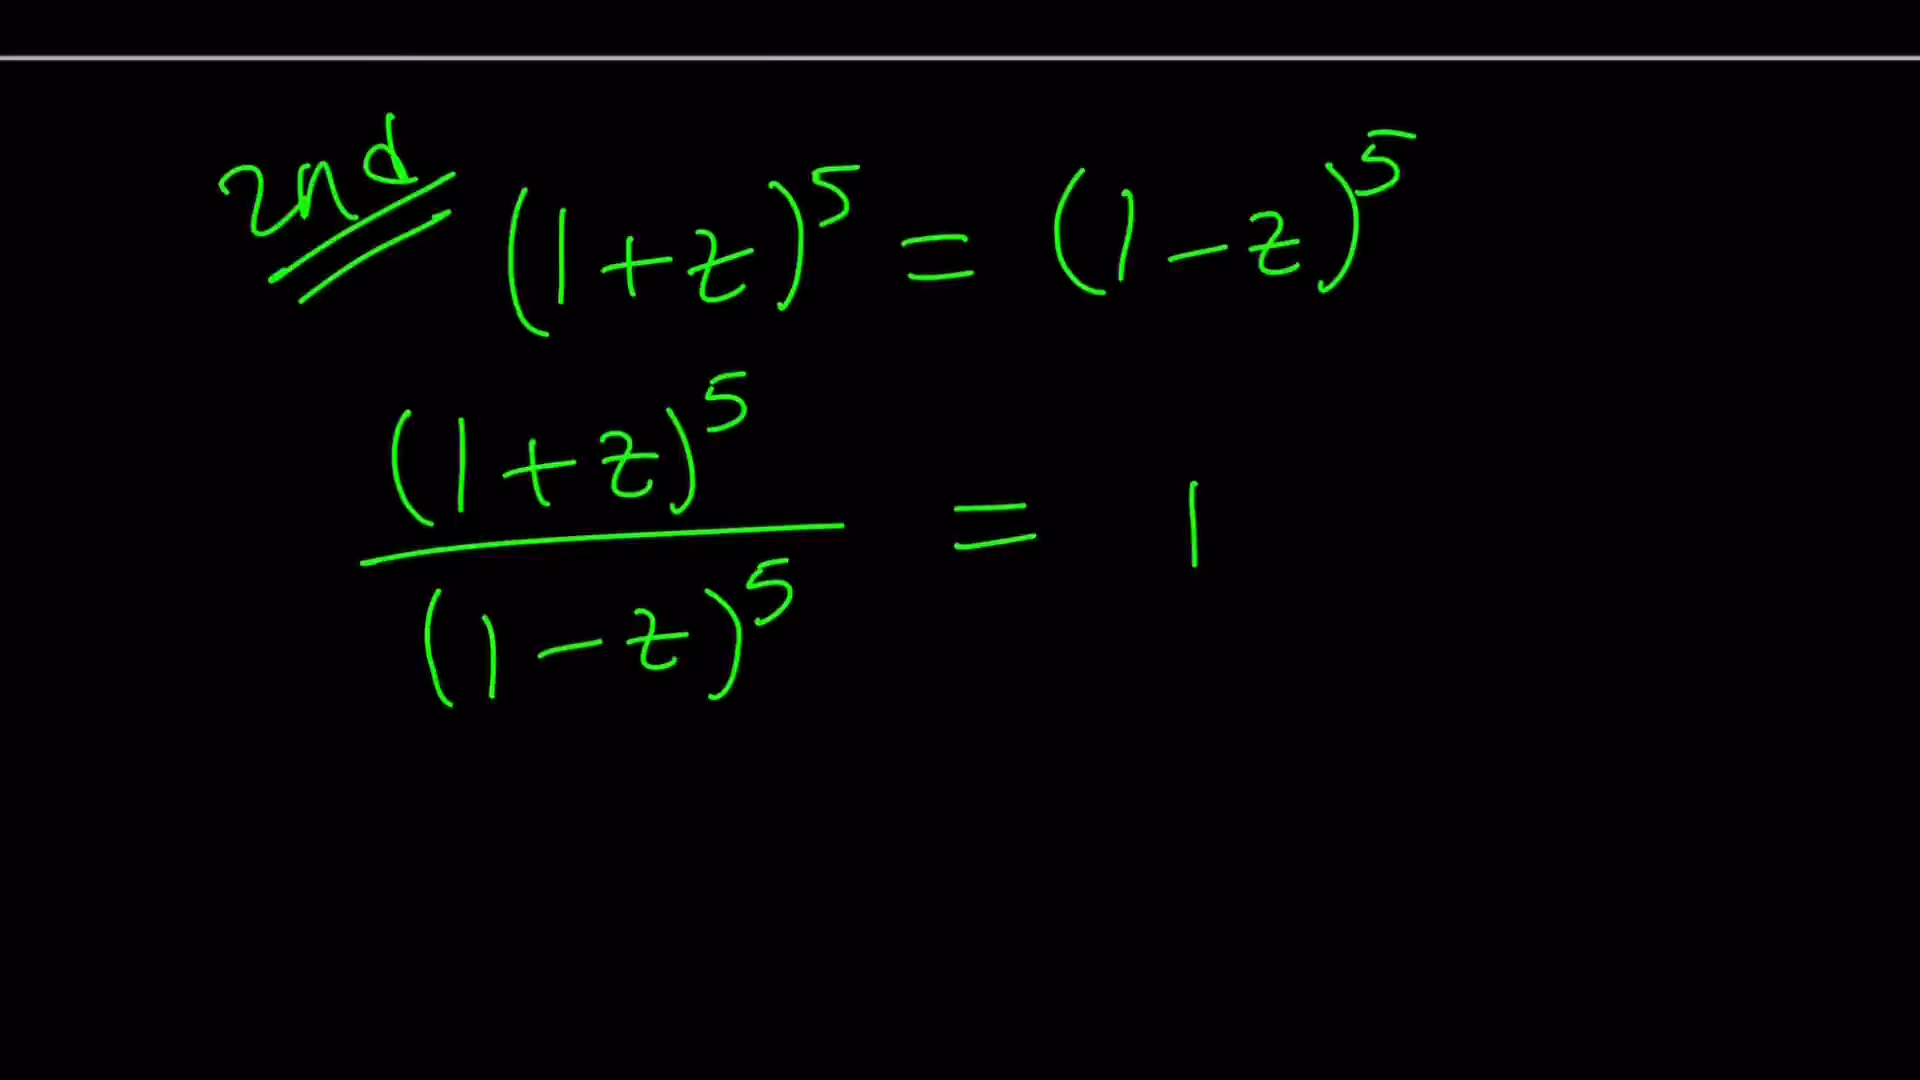 2nd (1+z)^5 = (1-z)^5
(1+z)^5 / (1-z)^5 = 1